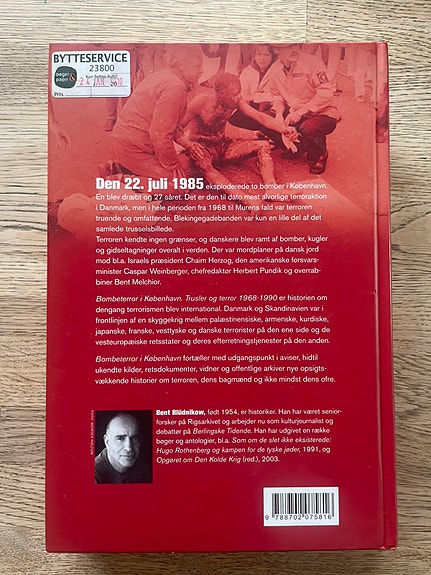 BYTTESERVICE
23800
Kan byttes indtil
bøger & papir
2 4 JAN. 2010
Pris
Den 22. juli 1985 eksploderede to bomber i København.
En blev dræbt og 27 såret. Det er den til dato mest alvorlige terroraktion
i Danmark, men i hele perioden fra 1968 til Murens fald var terroren
truende og omfattende. Blekingegadebanden var kun en lille del af det
samlede trusselsbillede.
Terroren kendte ingen grænser, og danskere blev ramt af bomber, kugler
og gidseltagninger overalt i verden. Der var mordplaner på dansk jord
mod bl.a. Israels præsident Chaim Herzog, den amerikanske forsvars-
minister Caspar Weinberger, chefredaktør Herbert Pundik og overrab-
biner Bent Melchior.
Bombeterror i København. Trusler og terror 1968-1990 er historien om
dengang terrorismen blev international. Danmark og Skandinavien var i
frontlinjen af en skyggekrig mellem palæstinensiske, armenske, kurdiske,
japanske, franske, vesttyske og danske terrorister på den ene side og de
vesteuropæiske retsstater og deres efterretningstjenester på den anden.
Bombeterror i København fortæller med udgangspunkt i aviser, hidtil
ukendte kilder, retsdokumenter, vidner og offentlige arkiver nye opsigts-
vækkende historier om terroren, dens bagmænd og ikke mindst dens ofre.
Bent Blüdnikow, født 1954, er historiker. Han har været senior-
forsker på Rigsarkivet og arbejder nu som kulturjournalist og
debattør på Berlingske Tidende. Han har udgivet en række
bøger og antologier, bl.a. Som om de slet ikke eksisterede:
Hugo Rothenberg og kampen for de tyske jøder, 1991, og
Opgøret om Den Kolde Krig (red.), 2003.
9 788702 075816